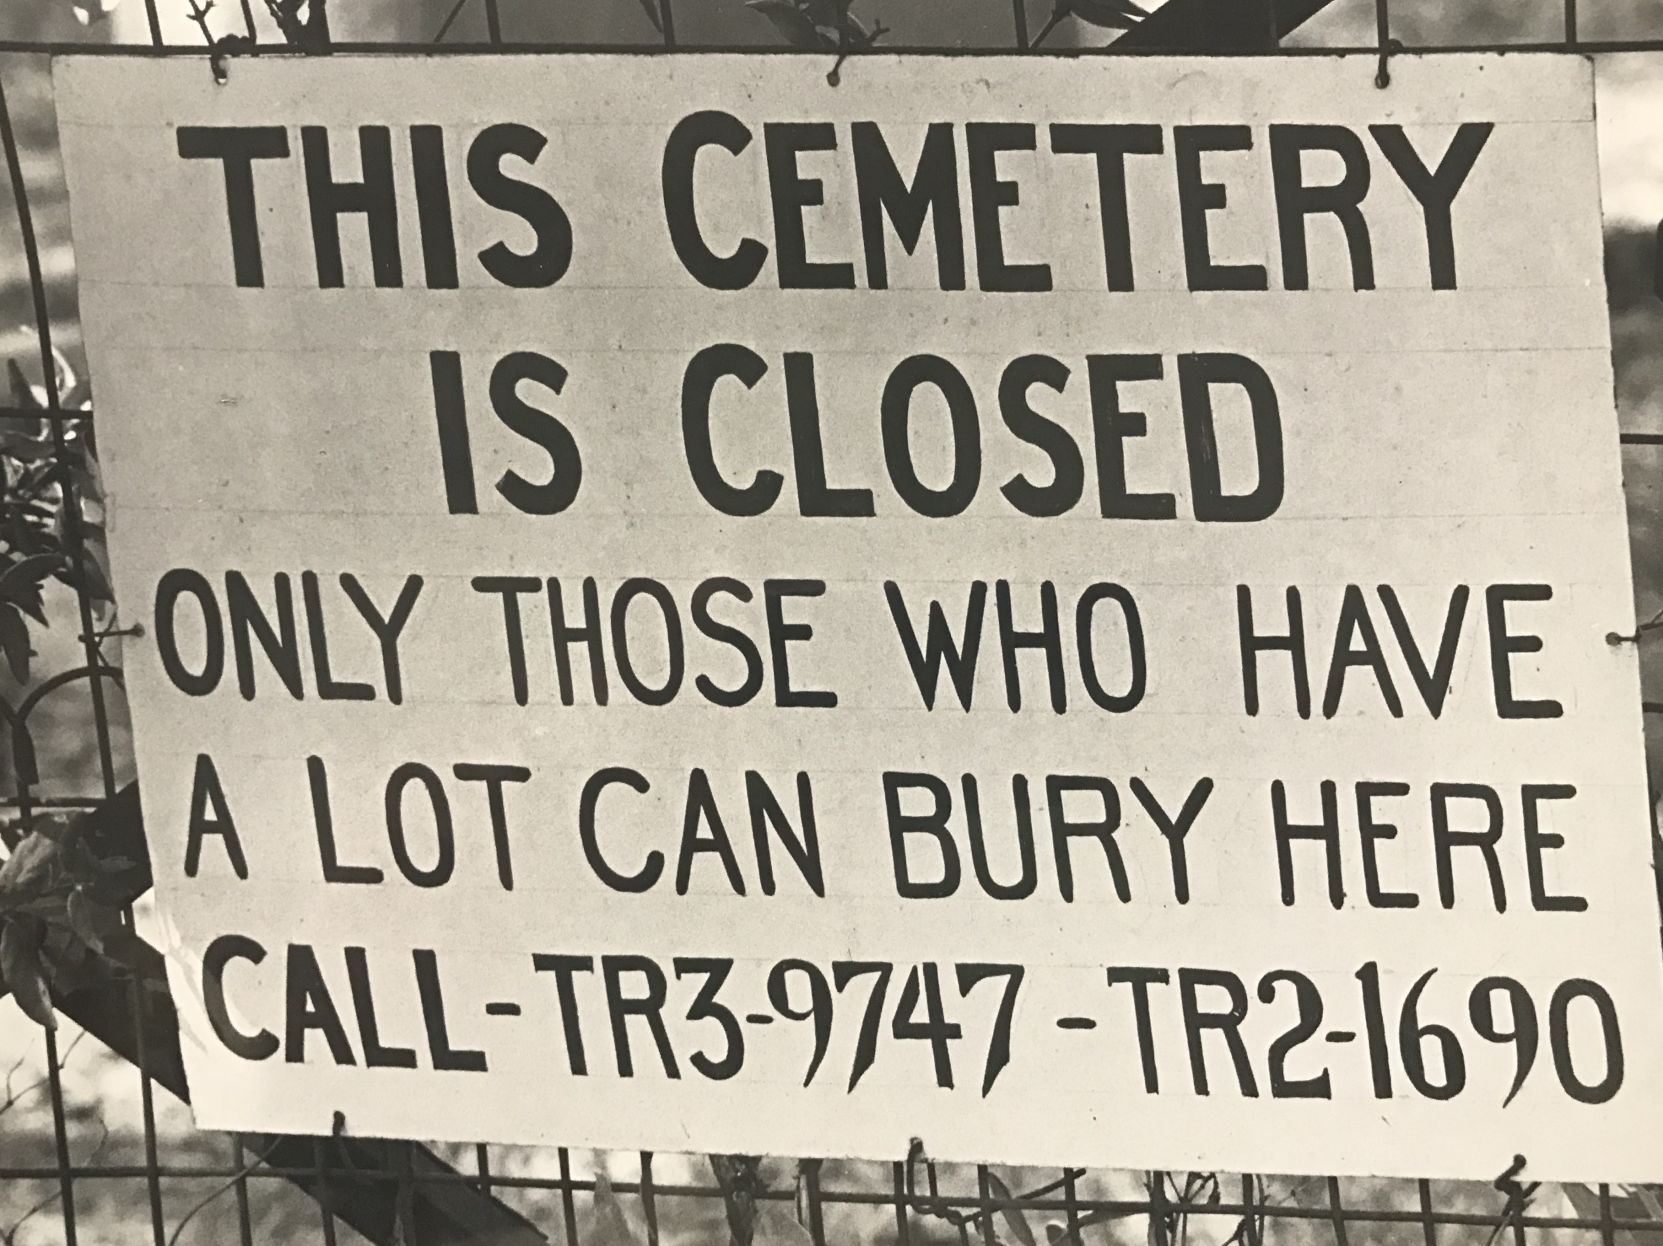 THIS CEMETERY
IS CLOSED
ONLY THOSE WHO HAVE
A LOT CAN BURY HERE
CALL-TR3-9747-TR2-1690